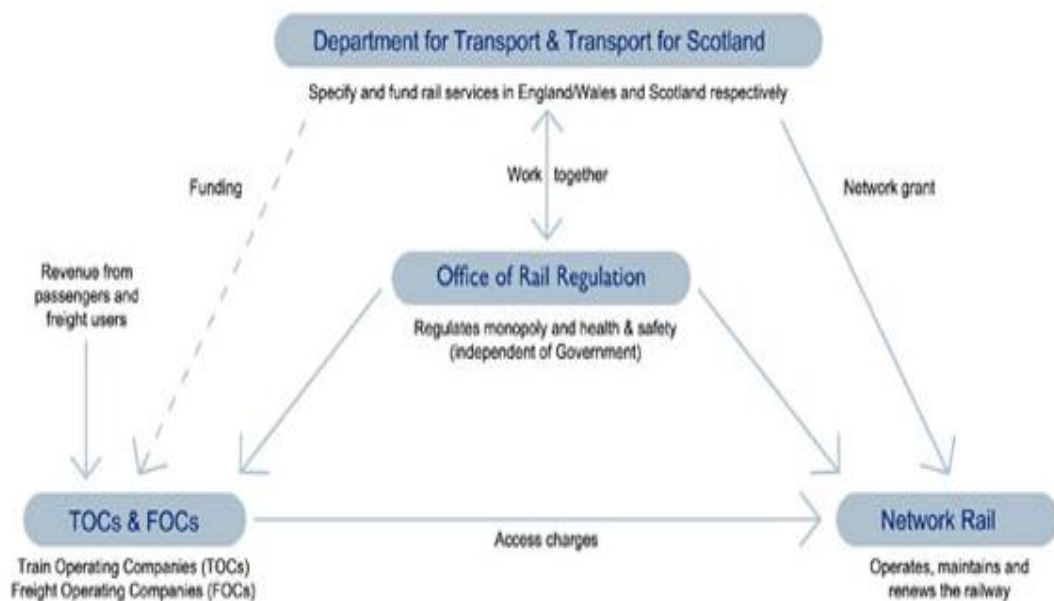 Department for Transport & Transport for Scotland
Specify and fund rail services in England/Wales and Scotland respectively
Funding
Work together
Network grant
Revenue from
passengers and
freight users
Office of Rail Regulation
Regulates monopoly and health & safety
(independent of Government)
TOCs & FOCs
Access charges
Network Rail
Train Operating Companies (TOCs)
Freight Operating Companies (FOCs)
Operates, maintains and
renews the railway